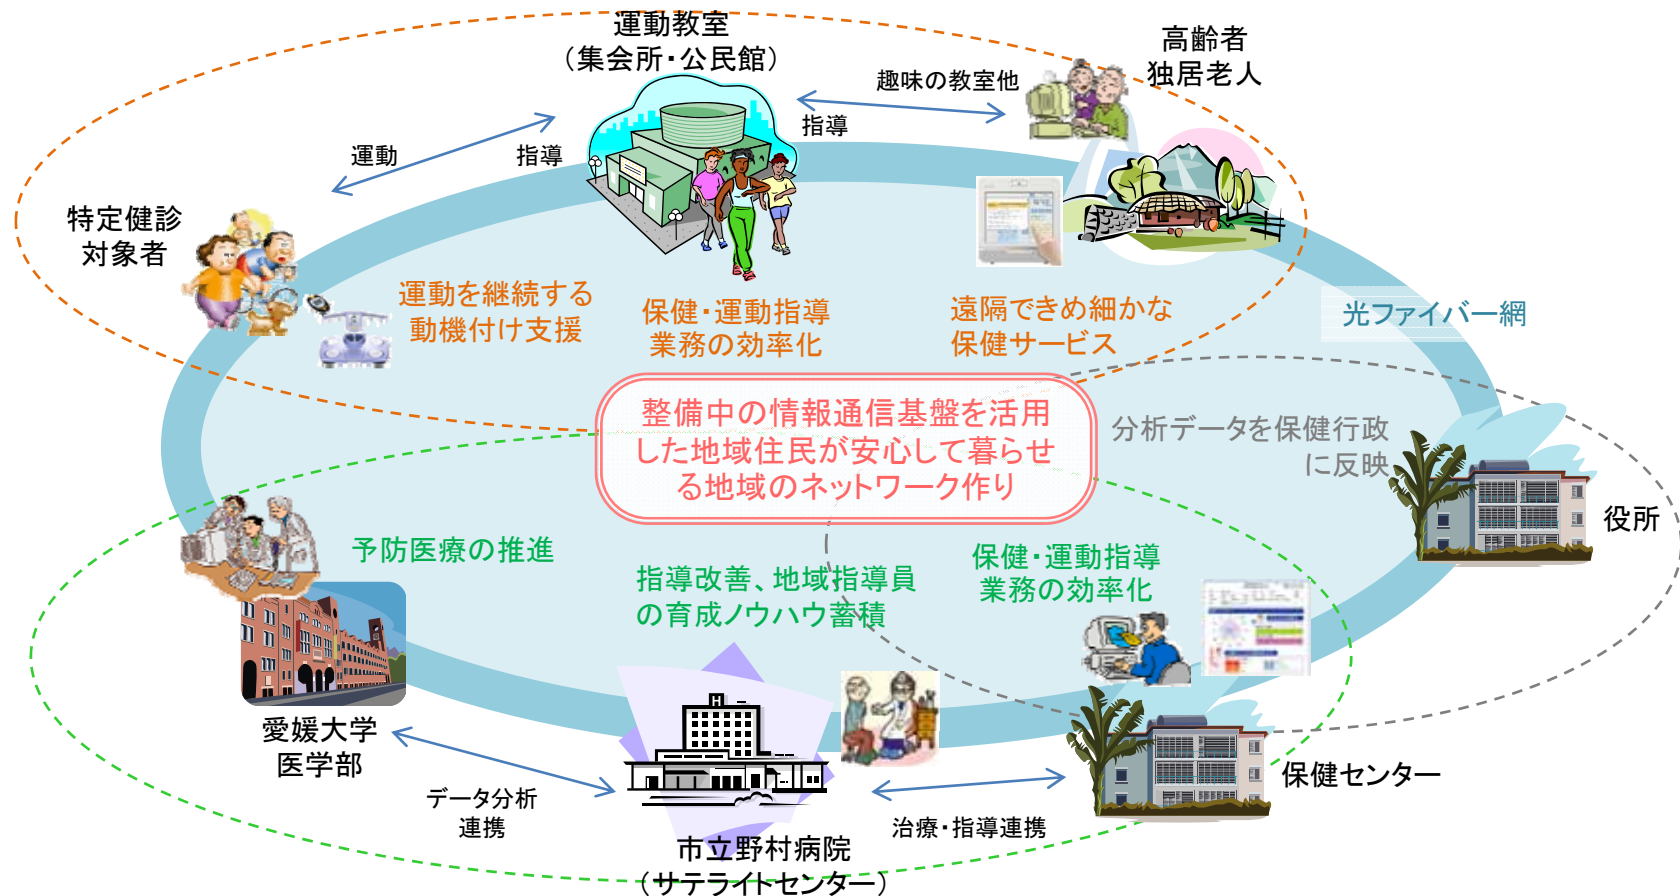 運動教室
（集会所・公民館）
高齢者
独居老人
趣味の教室他
指導
運動
指導
特定健診
対象者
運動を継続する
動機付け支援
保健・運動指導
業務の効率化
遠隔できめ細かな
保健サービス
光ファイバー網
整備中の情報通信基盤を活用
した地域住民が安心して暮らせ
る地域のネットワーク作り
分析データを保健行政
に反映
役所
予防医療の推進
指導改善、地域指導員
の育成ノウハウ蓄積
保健・運動指導
業務の効率化
愛媛大学
医学部
データ分析
連携
H
市立野村病院
（サテライトセンター）
治療・指導連携
保健センター